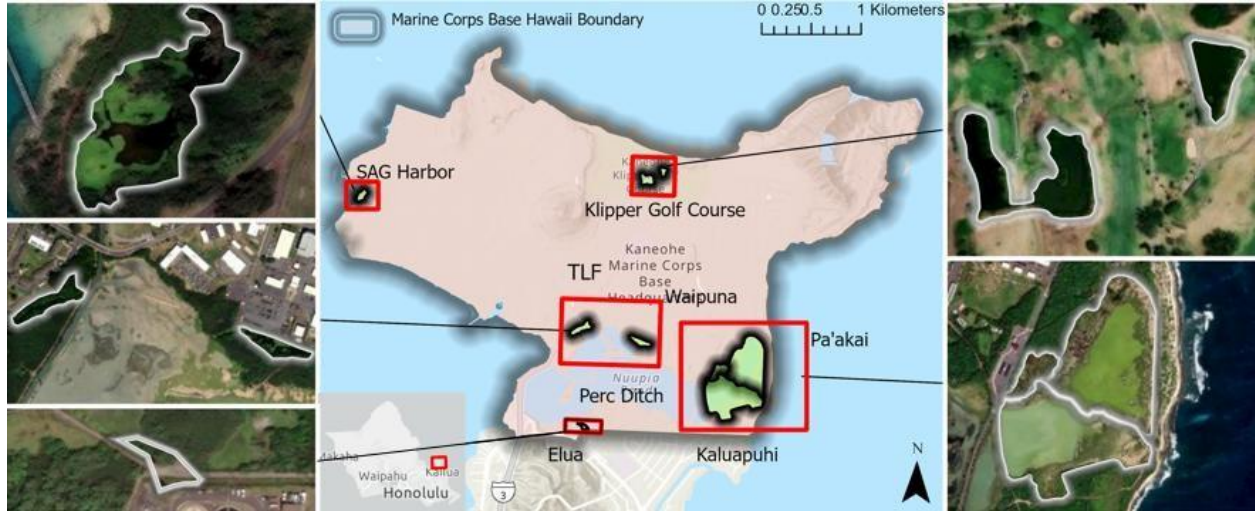 Marine Corps Base Hawaii Boundary
0 0.25 0.5 1 Kilometers
SAG Harbor
Klipper Golf Course
Kaneohe
Marine Corps
Base
TLF
Waipuna
Pa'akai
Nuupia
Perc Ditch
Elua
Kaluapuhi
Makaha
Waipahu
Kailua
Honolulu
3
N